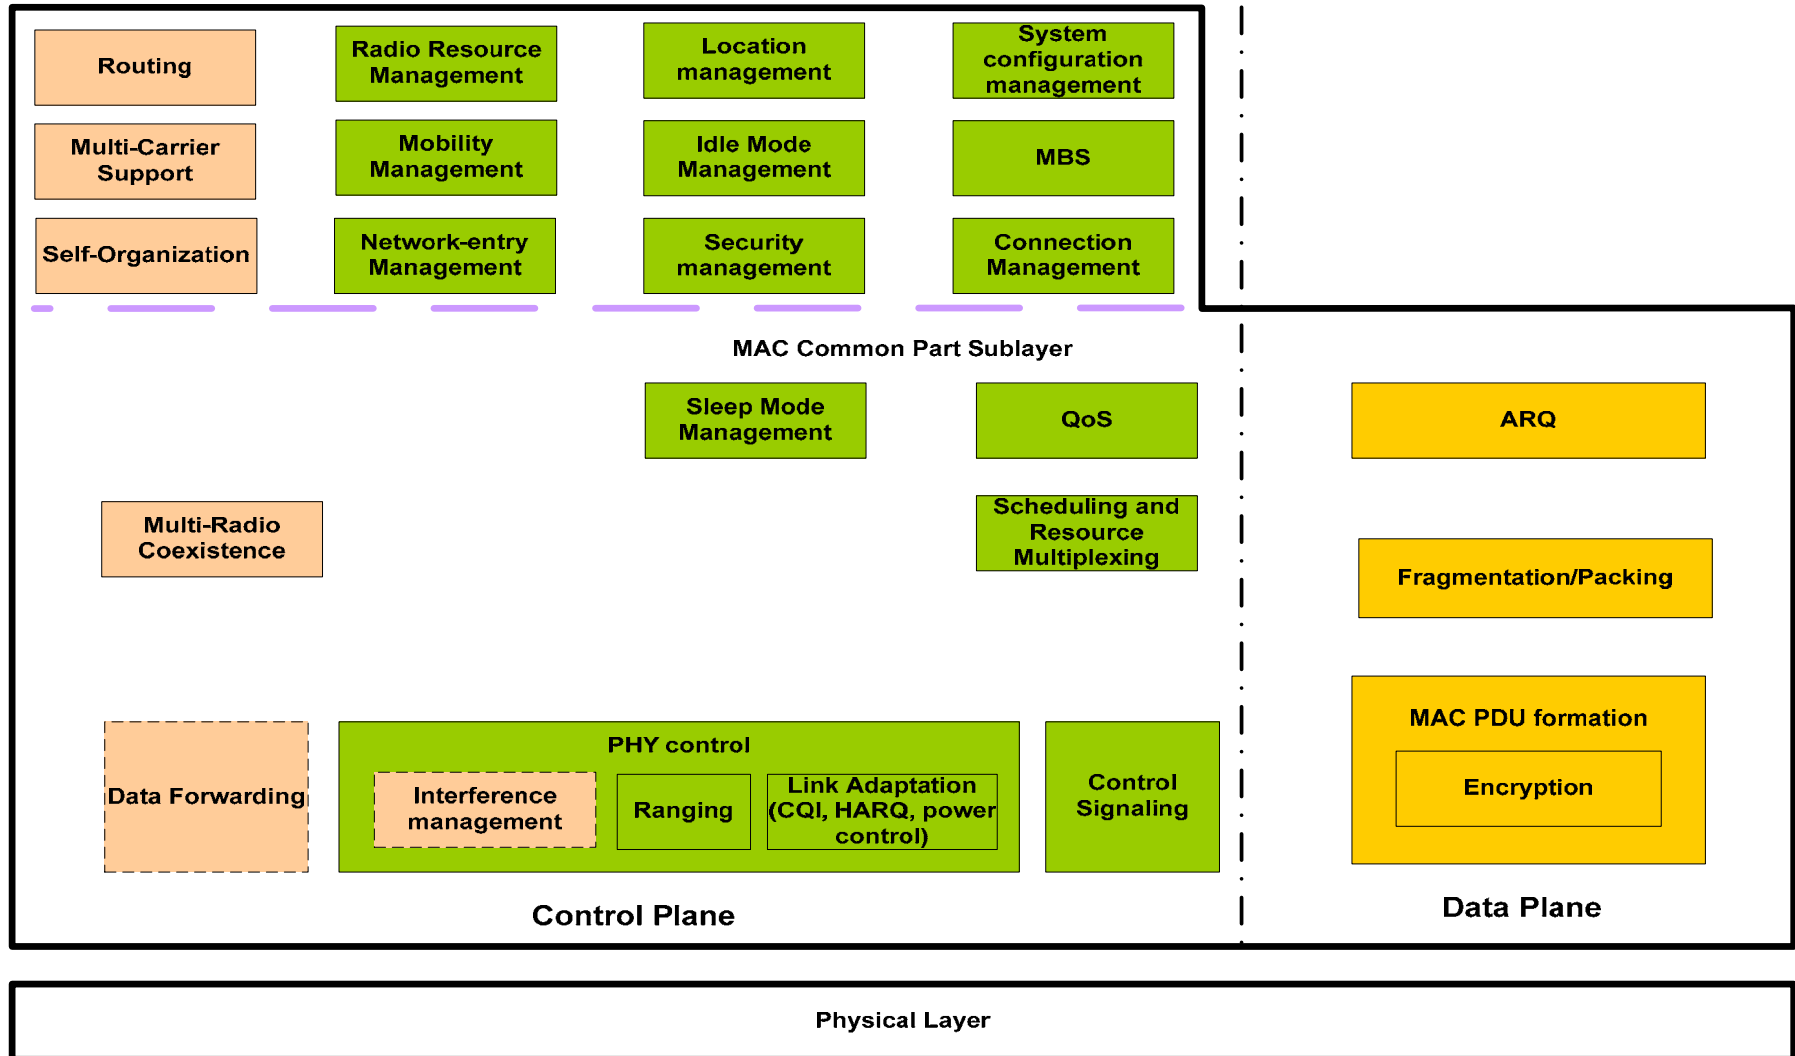 Routing
Radio Resource
Management
Location
management
System
configuration
management
Multi-Carrier
Support
Mobility
Management
Idle Mode
Management
MBS
Self-Organization
Network-entry
Management
Security
management
Connection
Management
MAC Common Part Sublayer
Sleep Mode
Management
QoS
ARQ
Multi-Radio
Coexistence
Scheduling and
Resource
Multiplexing
Fragmentation/Packing
Data Forwarding
PHY control
Interference
management
Ranging
Link Adaptation
(CQI, HARQ, power
control)
Control
Signaling
MAC PDU formation
Encryption
Control Plane
Data Plane
Physical Layer